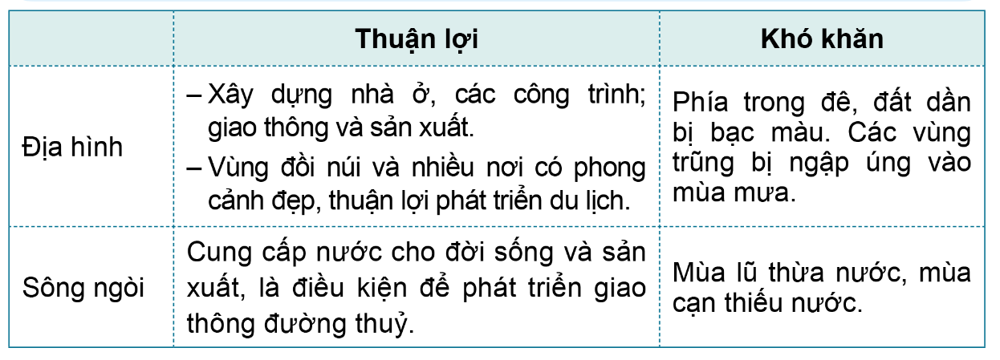 Thuận lợi
Khó khăn
Địa hình
– Xây dựng nhà ở, các công trình;
giao thông và sản xuất.
– Vùng đồi núi và nhiều nơi có phong
cảnh đẹp, thuận lợi phát triển du lịch.
Phía trong đê, đất dần
bị bạc màu. Các vùng
trũng bị ngập úng vào
mùa mưa.
Sông ngòi
Cung cấp nước cho đời sống và sản
xuất, là điều kiện để phát triển giao
thông đường thuỷ.
Mùa lũ thừa nước, mùa
cạn thiếu nước.